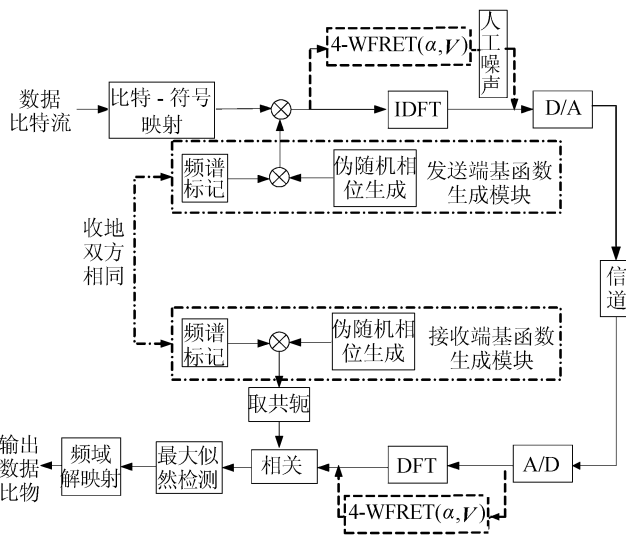 4-WFRET(α,V)
人工噪声
数据
比特流
比特 - 符号
映射
IDFT
D/A
频谱
标记
伪随机相
位生成
发送端基函数
生成模块
收地
双方
相同
信道
频谱
标记
伪随机相
位生成
接收端基函数
生成模块
取共轭
输出
数据
比物
频域
解映射
最大似
然检测
相关
DFT
A/D
4-WFRET(α,V)